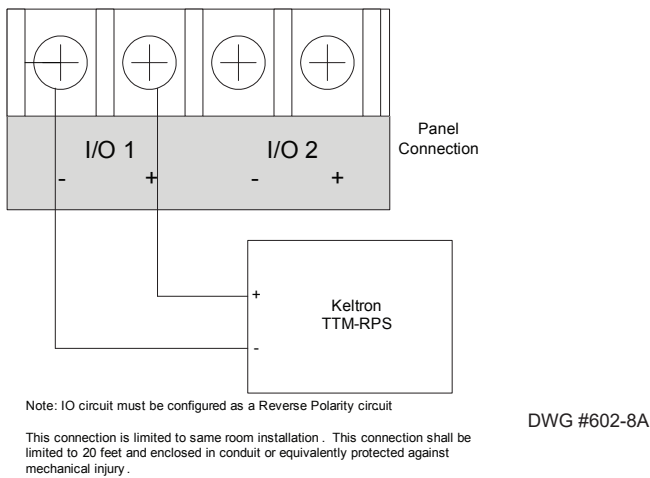 I/O 1
I/O 2
- +
- +
Panel
Connection
+
Keltron
TTM-RPS
-
Note: IO circuit must be configured as a Reverse Polarity circuit
DWG #602-8A
This connection is limited to same room installation . This connection shall be
limited to 20 feet and enclosed in conduit or equivalently protected against
mechanical injury .